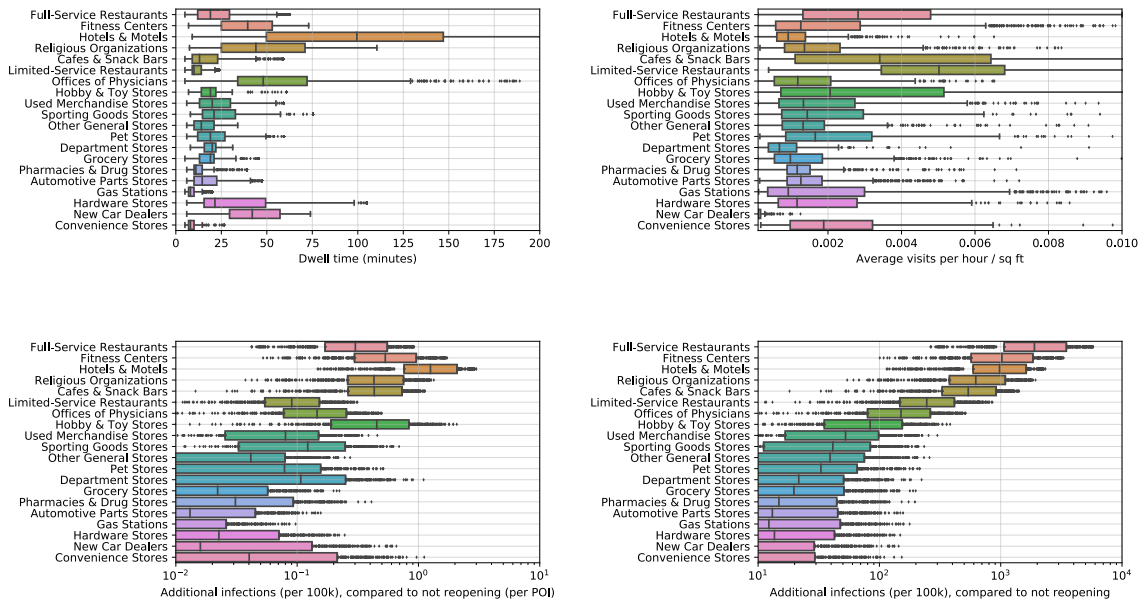 Full-Service Restaurants
Fitness Centers
Hotels & Motels
Religious Organizations
Cafes & Snack Bars
Limited-Service Restaurants
Offices of Physicians
Hobby & Toy Stores
Used Merchandise Stores
Sporting Goods Stores
Other General Stores
Pet Stores
Department Stores
Grocery Stores
Pharmacies & Drug Stores
Automotive Parts Stores
Gas Stations
Hardware Stores
New Car Dealers
Convenience Stores
0 25 50 75 100 125 150 175 200
Dwell time (minutes)
Full-Service Restaurants
Fitness Centers
Hotels & Motels
Religious Organizations
Cafes & Snack Bars
Limited-Service Restaurants
Offices of Physicians
Hobby & Toy Stores
Used Merchandise Stores
Sporting Goods Stores
Other General Stores
Pet Stores
Department Stores
Grocery Stores
Pharmacies & Drug Stores
Automotive Parts Stores
Gas Stations
Hardware Stores
New Car Dealers
Convenience Stores
0.002 0.004 0.006 0.008 0.010
Average visits per hour / sq ft
Full-Service Restaurants
Fitness Centers
Hotels & Motels
Religious Organizations
Cafes & Snack Bars
Limited-Service Restaurants
Offices of Physicians
Hobby & Toy Stores
Used Merchandise Stores
Sporting Goods Stores
Other General Stores
Pet Stores
Department Stores
Grocery Stores
Pharmacies & Drug Stores
Automotive Parts Stores
Gas Stations
Hardware Stores
New Car Dealers
Convenience Stores
10⁻² 10⁻¹ 10⁰ 10¹
Additional infections (per 100k), compared to not reopening (per POI)
Full-Service Restaurants
Fitness Centers
Hotels & Motels
Religious Organizations
Cafes & Snack Bars
Limited-Service Restaurants
Offices of Physicians
Hobby & Toy Stores
Used Merchandise Stores
Sporting Goods Stores
Other General Stores
Pet Stores
Department Stores
Grocery Stores
Pharmacies & Drug Stores
Automotive Parts Stores
Gas Stations
Hardware Stores
New Car Dealers
Convenience Stores
10¹ 10² 10³ 10⁴
Additional infections (per 100k), compared to not reopening